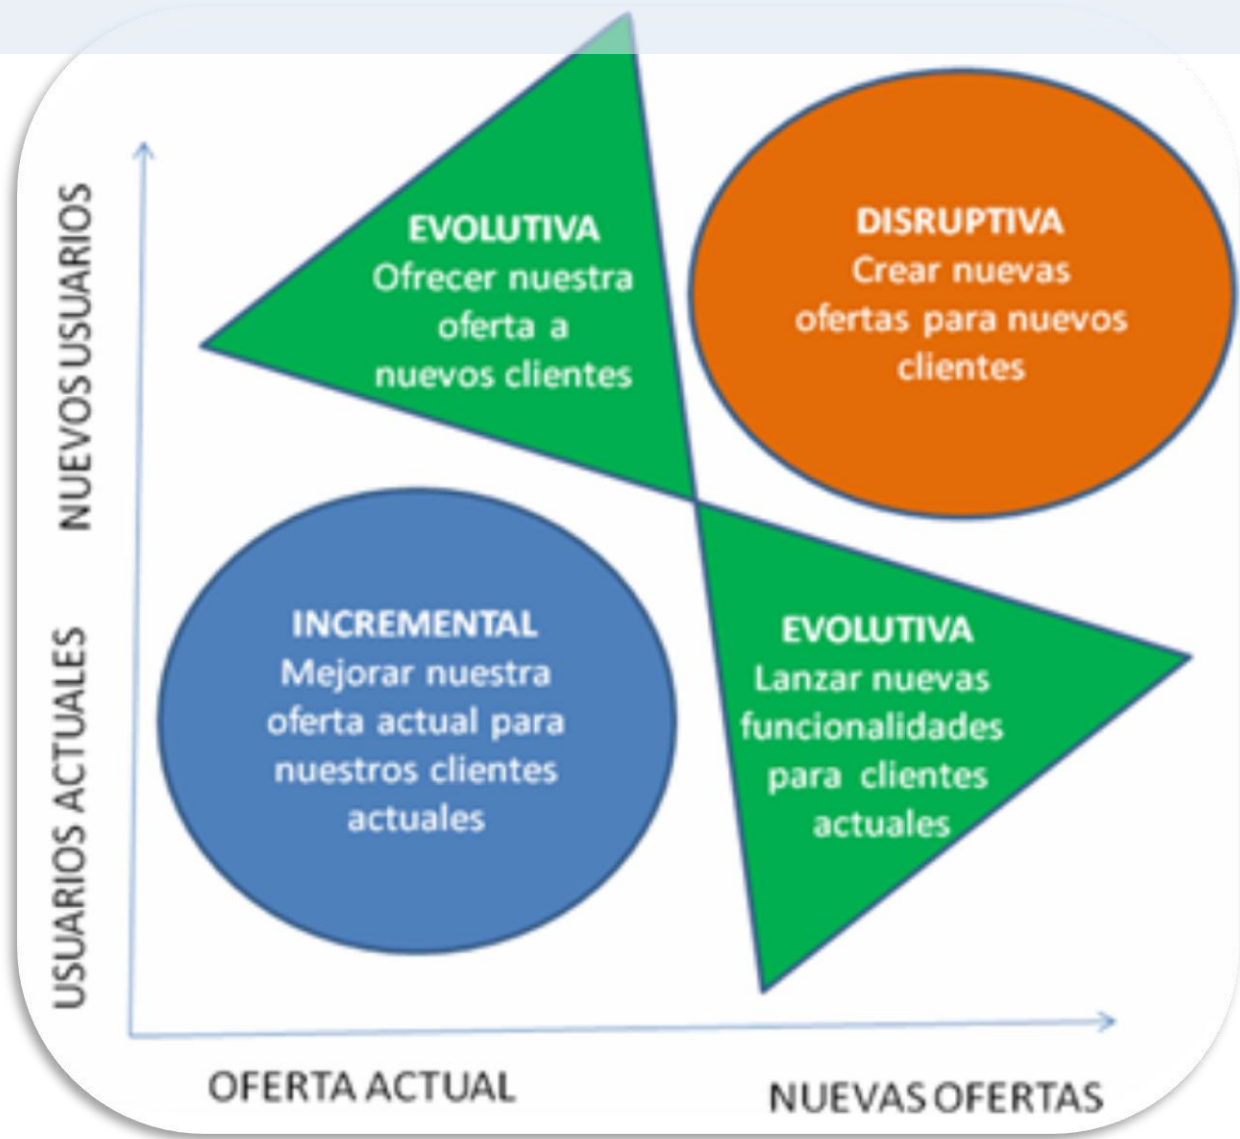 NUEVOS USUARIOS
EVOLUTIVA
Ofrecer nuestra
oferta a
nuevos clientes
DISRUPTIVA
Crear nuevas
ofertas para nuevos
clientes
USUARIOS ACTUALES
INCREMENTAL
Mejorar nuestra
oferta actual para
nuestros clientes
actuales
EVOLUTIVA
Lanzar nuevas
funcionalidades
para clientes
actuales
OFERTA ACTUAL
NUEVAS OFERTAS